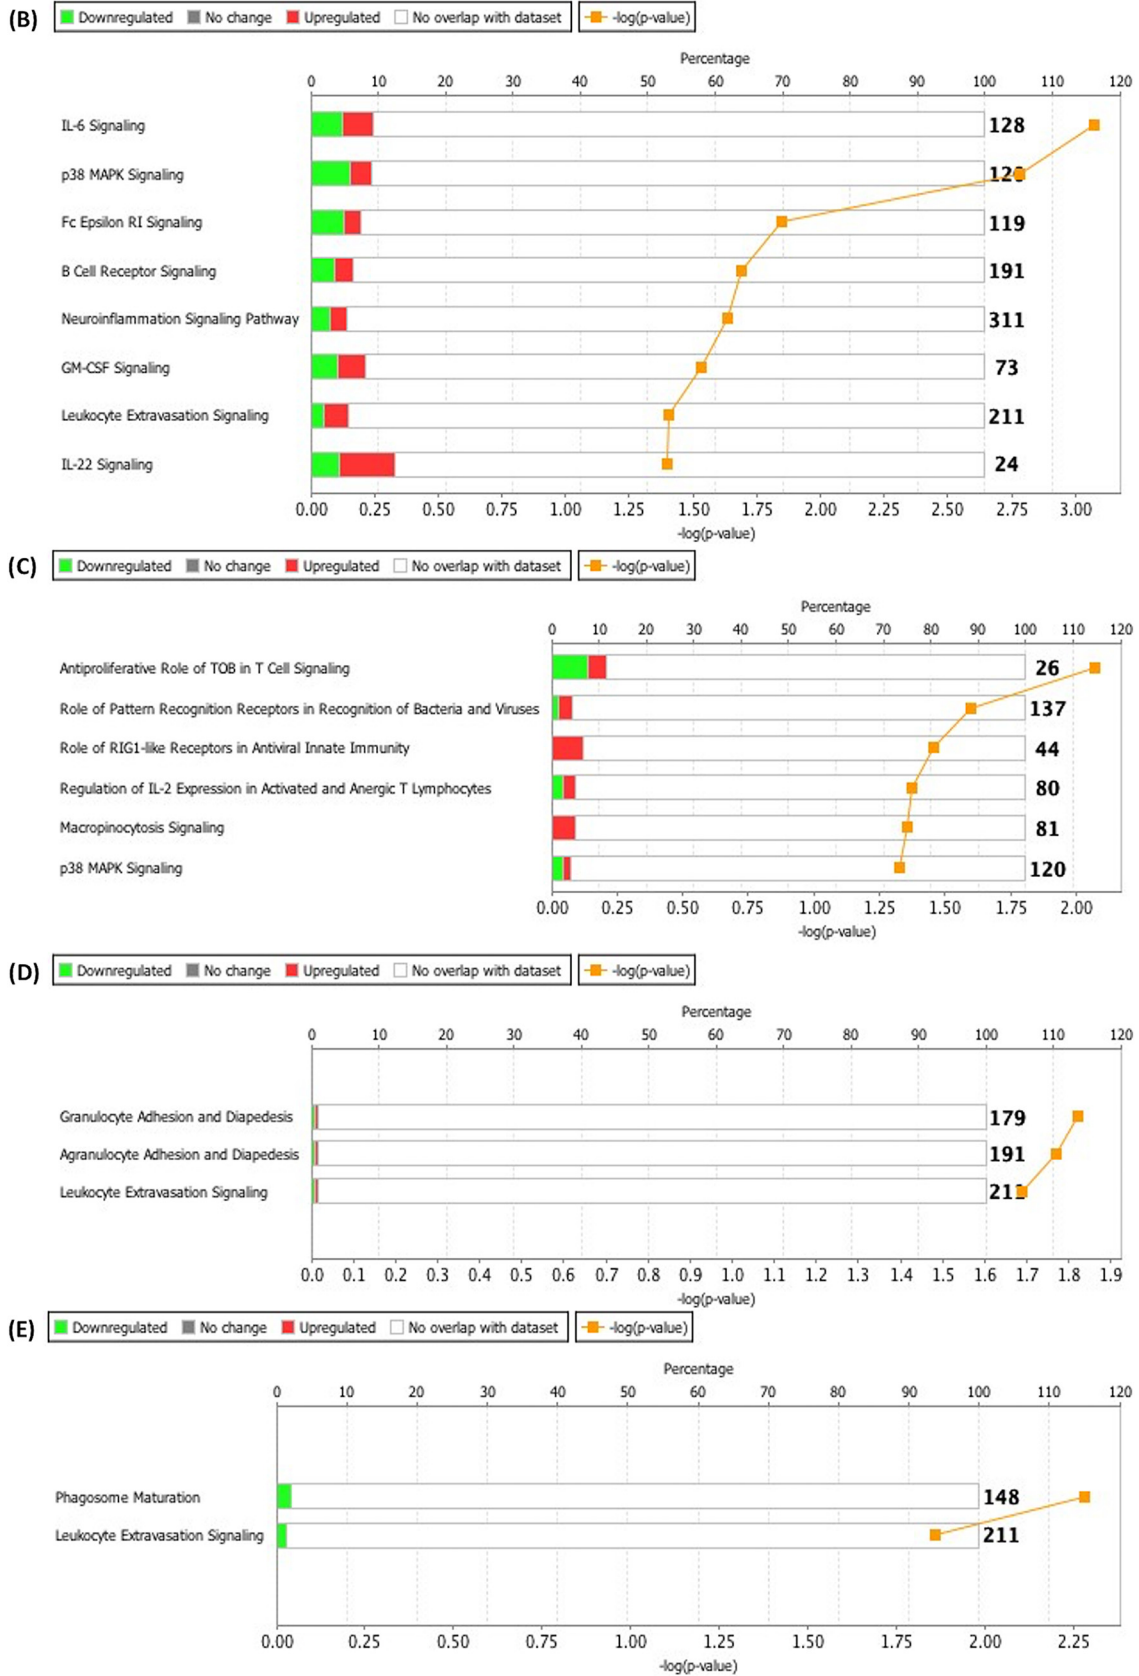 (B) Downregulated No change Upregulated No overlap with dataset -log(p-value)
Percentage
0 10 20 30 40 50 60 70 80 90 100 110 120
IL-6 Signaling 128
p38 MAPK Signaling
Fc Epsilon RI Signaling 119
B Cell Receptor Signaling 191
Neuroinflammation Signaling Pathway 311
GM-CSF Signaling 73
Leukocyte Extravasation Signaling 211
IL-22 Signaling 24
0.00 0.25 0.50 0.75 1.00 1.25 1.50 1.75 2.00 2.25 2.50 2.75 3.00
-log(p-value)
(C) Downregulated No change Upregulated No overlap with dataset -log(p-value)
Percentage
0 10 20 30 40 50 60 70 80 90 100 110 120
Antiproliferative Role of TOB in T Cell Signaling 26
Role of Pattern Recognition Receptors in Recognition of Bacteria and Viruses 137
Role of RIG1-like Receptors in Antiviral Innate Immunity 44
Regulation of IL-2 Expression in Activated and Anergic T Lymphocytes 80
Macropinocytosis Signaling 81
p38 MAPK Signaling 120
0.00 0.25 0.50 0.75 1.00 1.25 1.50 1.75 2.00
-log(p-value)
(D) Downregulated No change Upregulated No overlap with dataset -log(p-value)
Percentage
0 10 20 30 40 50 60 70 80 90 100 110 120
Granulocyte Adhesion and Diapedesis 179
Agranulocyte Adhesion and Diapedesis 191
Leukocyte Extravasation Signaling
0.0 0.1 0.2 0.3 0.4 0.5 0.6 0.7 0.8 0.9 1.0 1.1 1.2 1.3 1.4 1.5 1.6 1.7 1.8 1.9
-log(p-value)
(E) Downregulated No change Upregulated No overlap with dataset -log(p-value)
Percentage
0 10 20 30 40 50 60 70 80 90 100 110 120
Phagosome Maturation 148
Leukocyte Extravasation Signaling 211
0.00 0.25 0.50 0.75 1.00 1.25 1.50 1.75 2.00 2.25
-log(p-value)